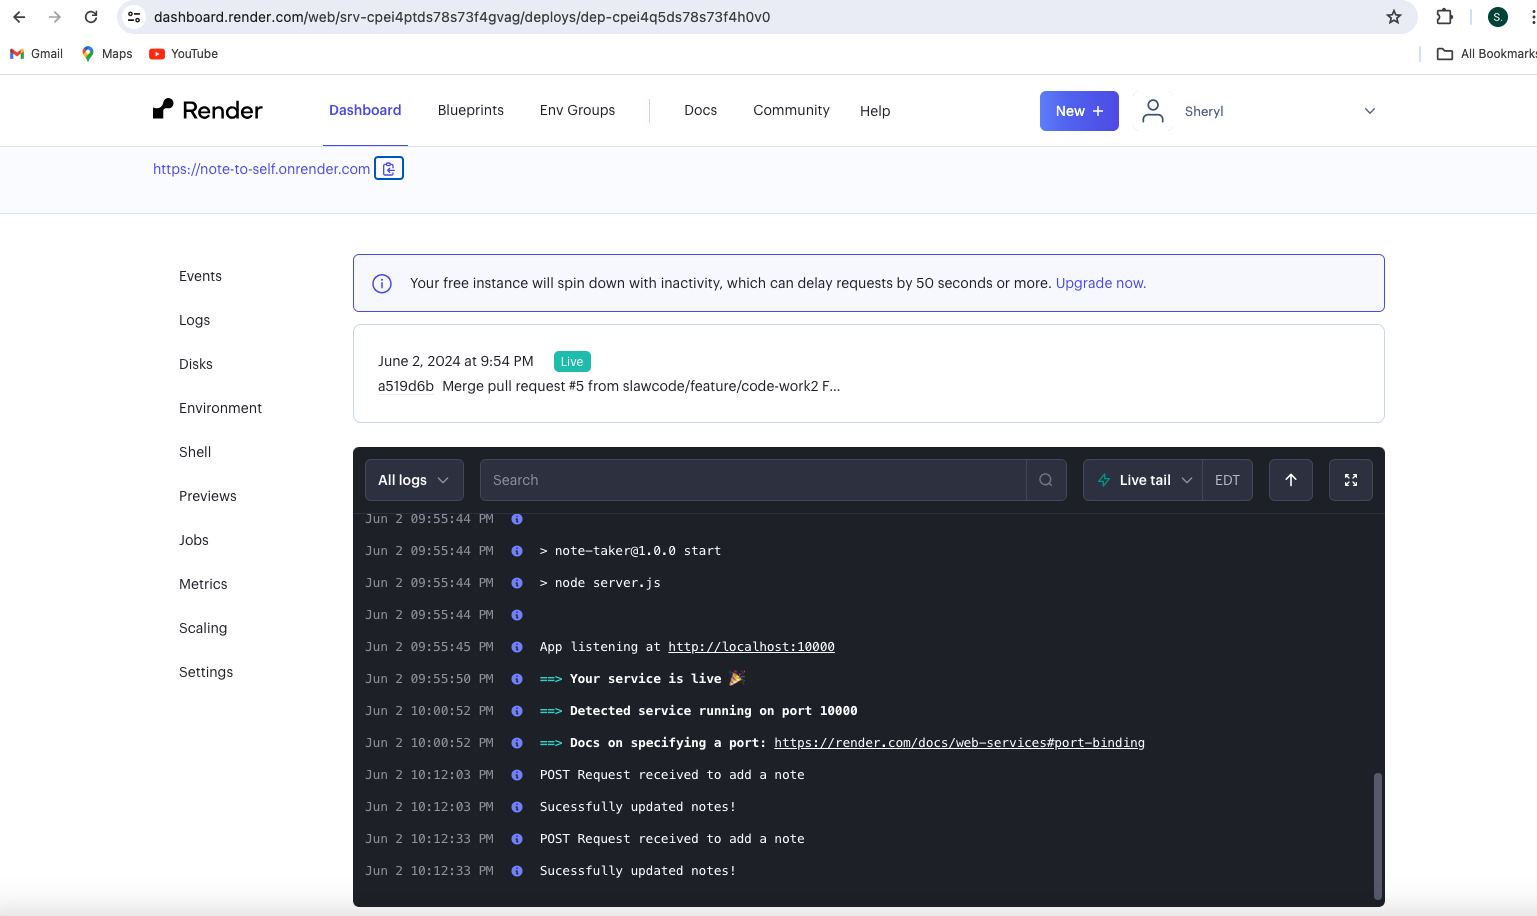 dashboard.render.com/web/srv-cpei4ptds78s73f4gvag/deploys/dep-cpei4q5ds78s73f4h0v0
S.
Gmail Maps YouTube All Bookmarks
Render Dashboard Blueprints Env Groups Docs Community Help New + Sheryl
https://note-to-self.onrender.com
Events
Logs
Disks
Environment
Shell
Previews
Jobs
Metrics
Scaling
Settings
Your free instance will spin down with inactivity, which can delay requests by 50 seconds or more. Upgrade now.
June 2, 2024 at 9:54 PM Live
a519d6b Merge pull request #5 from slawcode/feature/code-work2 F...
All logs Search Live tail EDT
Jun 2 09:55:44 PM
Jun 2 09:55:44 PM > note-taker@1.0.0 start
Jun 2 09:55:44 PM > node server.js
Jun 2 09:55:44 PM
Jun 2 09:55:45 PM App listening at http://localhost:10000
Jun 2 09:55:50 PM ==> Your service is live 🎉
Jun 2 10:00:52 PM ==> Detected service running on port 10000
Jun 2 10:00:52 PM ==> Docs on specifying a port: https://render.com/docs/web-services#port-binding
Jun 2 10:12:03 PM POST Request received to add a note
Jun 2 10:12:03 PM Sucessfully updated notes!
Jun 2 10:12:33 PM POST Request received to add a note
Jun 2 10:12:33 PM Sucessfully updated notes!